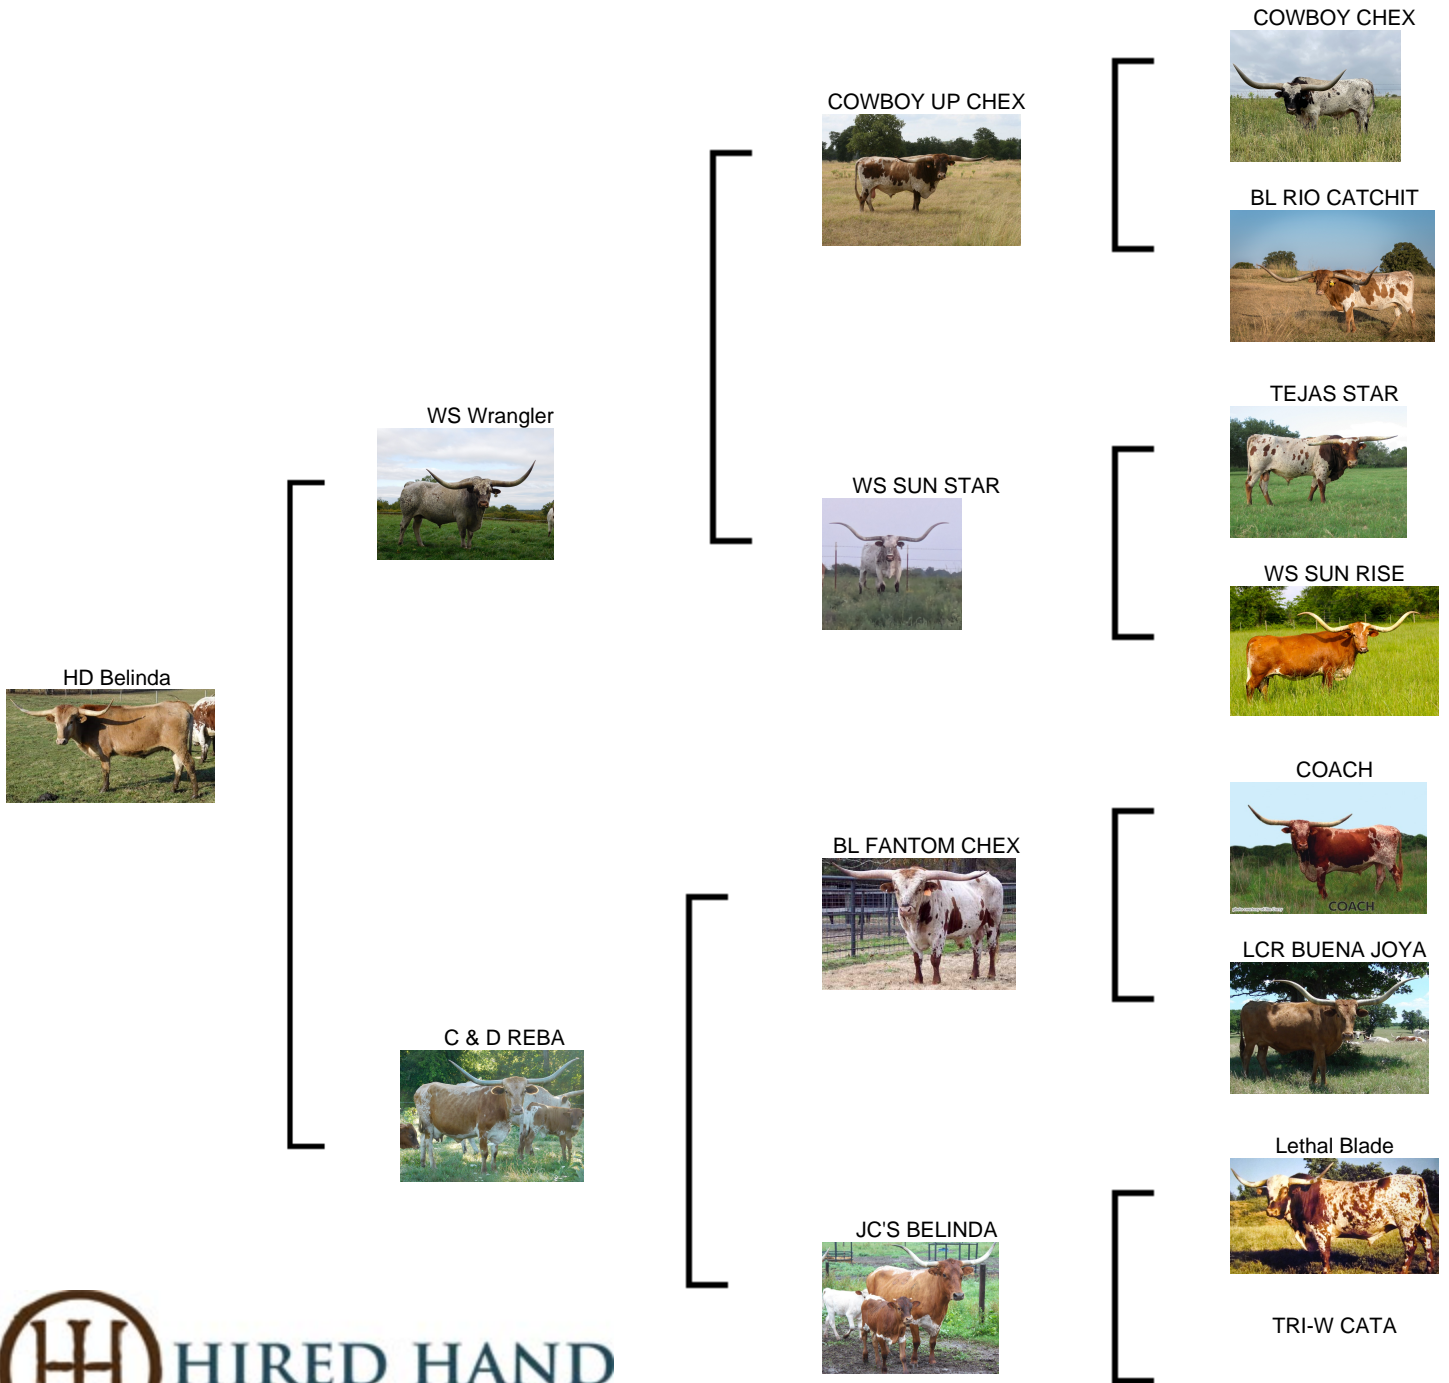 COWBOY CHEX
COWBOY UP CHEX
BL RIO CATCHIT
TEJAS STAR
WS Wrangler
WS SUN STAR
WS SUN RISE
HD Belinda
COACH
COACH
BL FANTOM CHEX
LCR BUENA JOYA
C & D REBA
Lethal Blade
JC'S BELINDA
TRI-W CATA
HIRED HAND